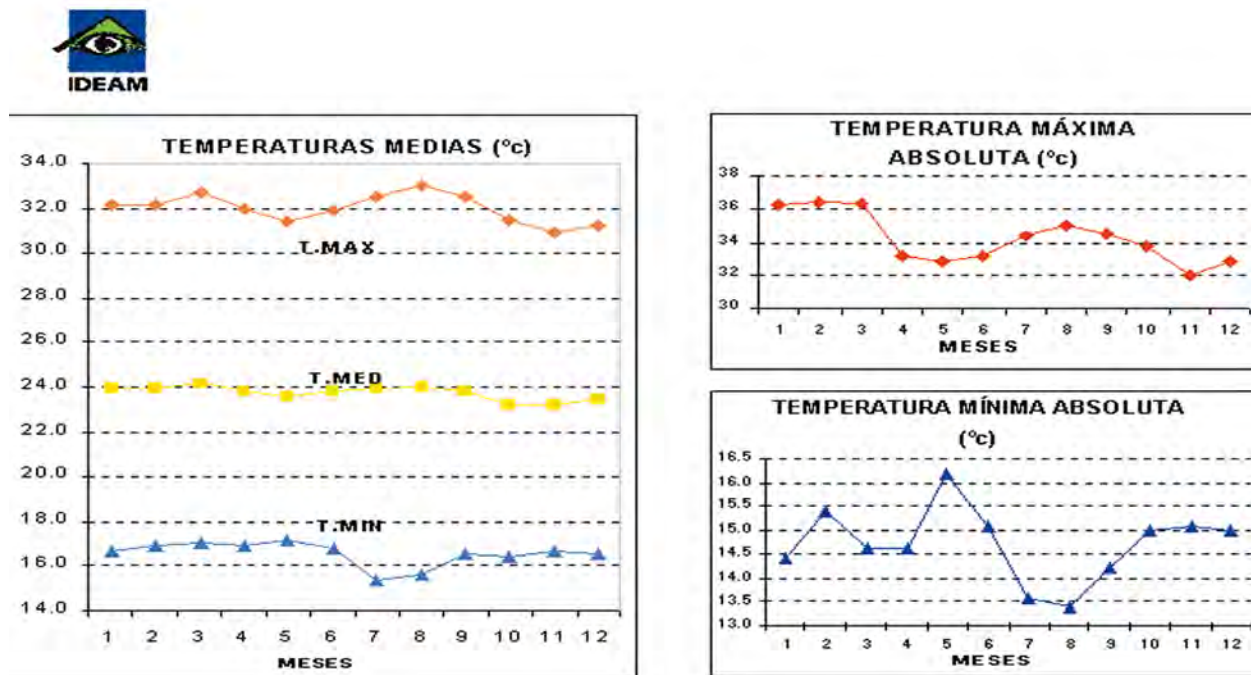 IDEAM
TEMPERATURAS MEDIAS (ºc)
34.0
32.0
30.0
28.0
26.0
24.0
22.0
20.0
18.0
16.0
14.0
T.MAX
T.MED
T.MIN
1 2 3 4 5 6 7 8 9 10 11 12
MESES
TEMPERATURA MÁXIMA
ABSOLUTA (ºc)
38
36
34
32
30
1 2 3 4 5 6 7 8 9 10 11 12
MESES
TEMPERATURA MÍNIMA ABSOLUTA
(ºc)
16.5
16.0
15.5
15.0
14.5
14.0
13.5
13.0
1 2 3 4 5 6 7 8 9 10 11 12
MESES